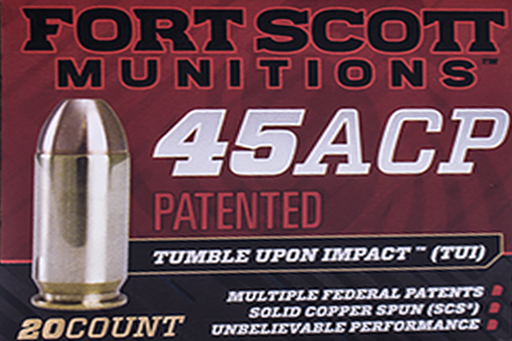 FORT SCOTT
MUNITIONS™
45ACP
PATENTED
TUMBLE UPON IMPACT™ (TUI)
MULTIPLE FEDERAL PATENTS
SOLID COPPER SPUN (SCS®)
UNBELIEVABLE PERFORMANCE
20COUNT